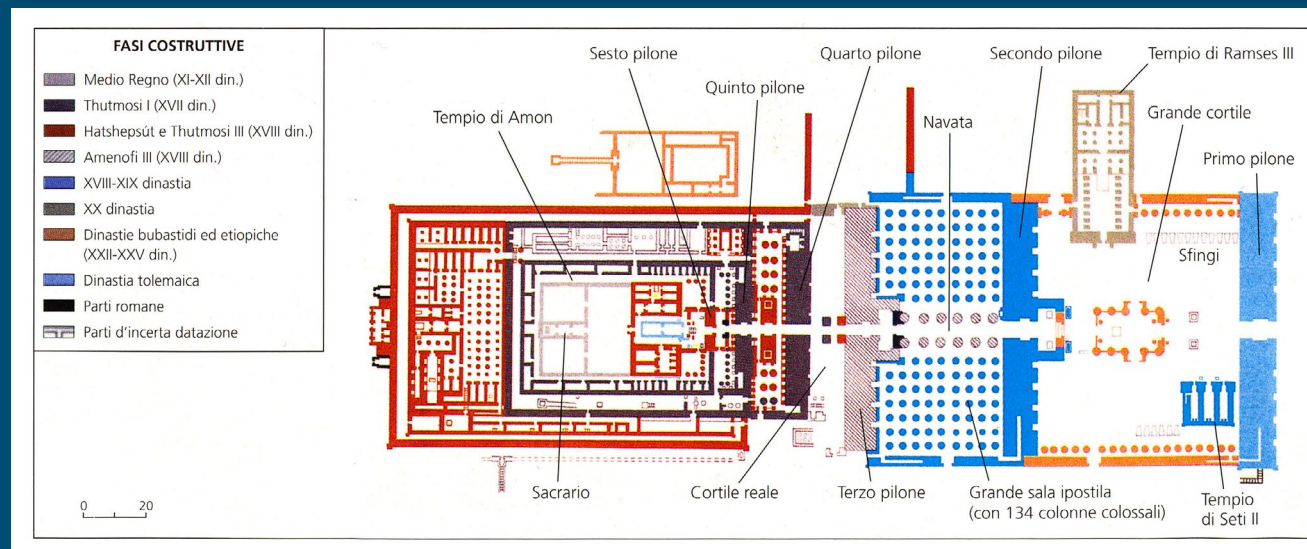 FASI COSTRUTTIVE
Medio Regno (XI-XII din.)
Thutmosi I (XVII din.)
Hatshepsút e Thutmosi III (XVIII din.)
Amenofi III (XVIII din.)
XVIII-XIX dinastia
XX dinastia
Dinastie bubastidi ed etiopiche
(XXII-XXV din.)
Dinastia tolemaica
Parti romane
Parti d'incerta datazione
0 20
Sesto pilone
Quarto pilone
Secondo pilone
Tempio di Ramses III
Quinto pilone
Grande cortile
Tempio di Amon
Navata
Primo pilone
Sfingi
Sacrario
Cortile reale
Terzo pilone
Grande sala ipostila
(con 134 colonne colossali)
Tempio
di Seti II